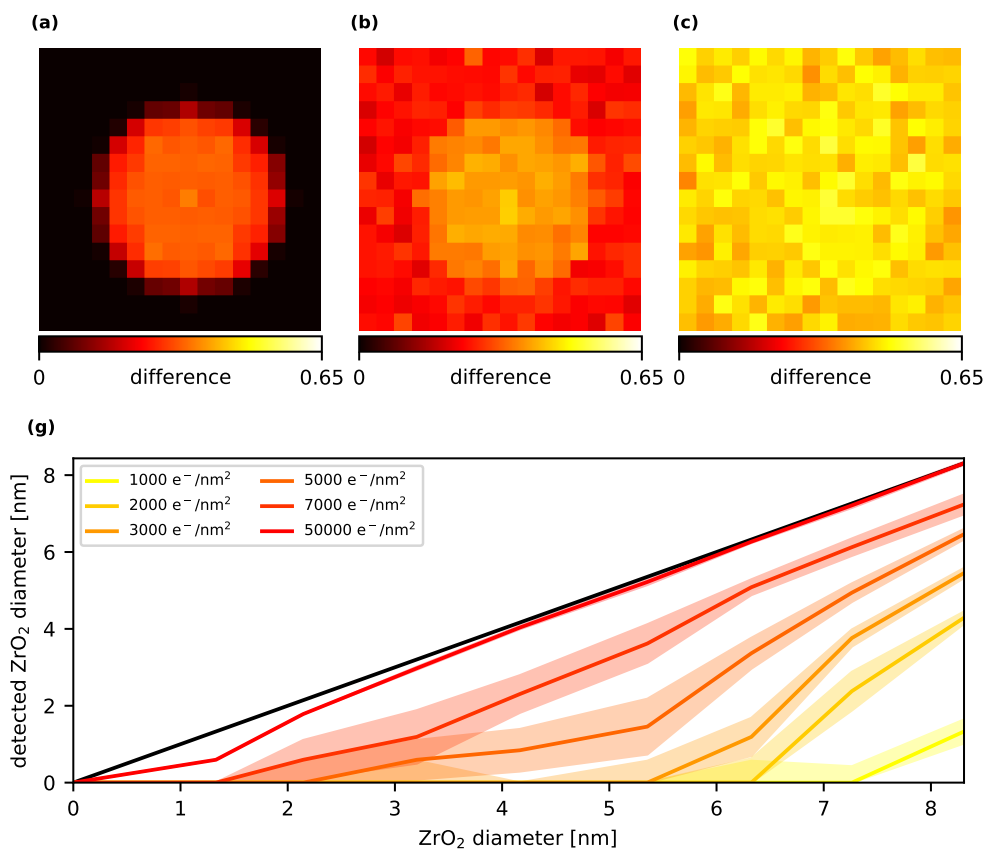 (a) (b) (c)
0 difference 0.65 0 difference 0.65 0 difference 0.65
(g)
detected ZrO₂ diameter [nm]
8
6
4
2
0
1000 e⁻/nm² 5000 e⁻/nm²
2000 e⁻/nm² 7000 e⁻/nm²
3000 e⁻/nm² 50000 e⁻/nm²
0 1 2 3 4 5 6 7 8
ZrO₂ diameter [nm]